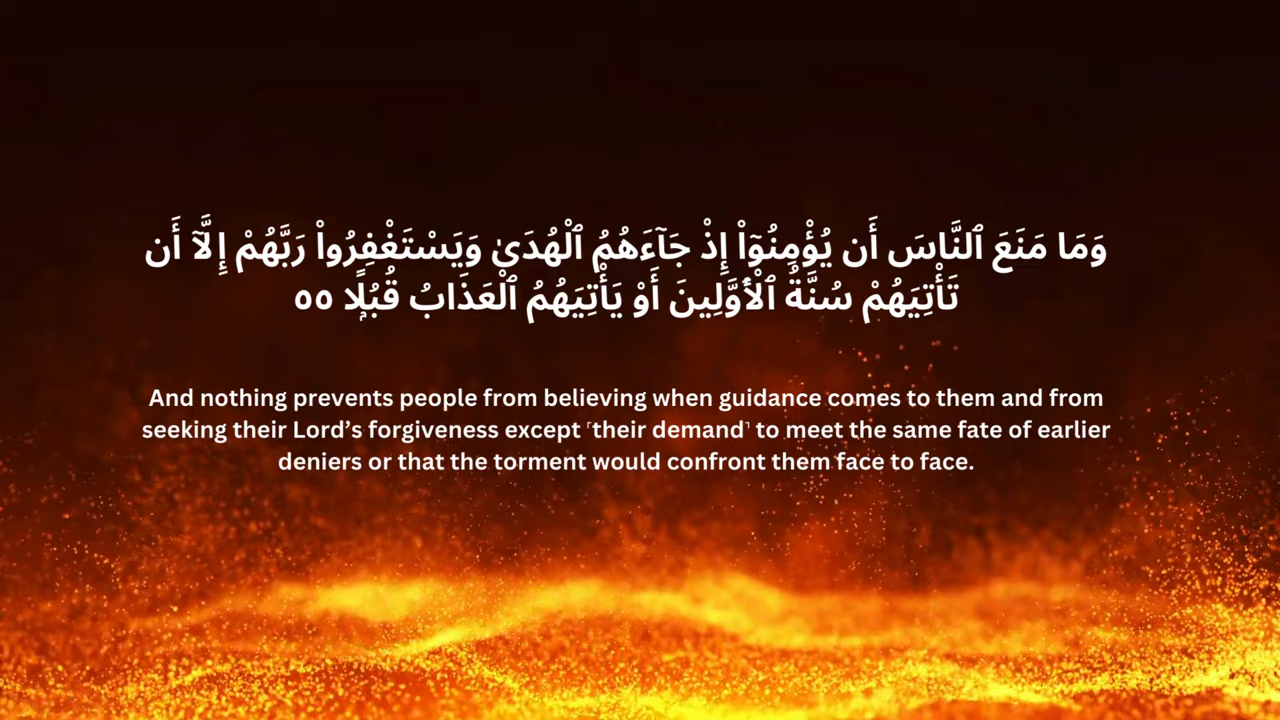 وَمَا مَنَعَ ٱلنَّاسَ أَن يُؤْمِنُوٓا۟ إِذْ جَآءَهُمُ ٱلْهُدَىٰ وَيَسْتَغْفِرُوا۟ رَبَّهُمْ إِلَّآ أَن
تَأْتِيَهُمْ سُنَّةُ ٱلْأَوَّلِينَ أَوْ يَأْتِيَهُمُ ٱلْعَذَابُ قُبُلًۭا ٥٥
And nothing prevents people from believing when guidance comes to them and from
seeking their Lord’s forgiveness except ˹their demand˺ to meet the same fate of earlier
deniers or that the torment would confront them face to face.